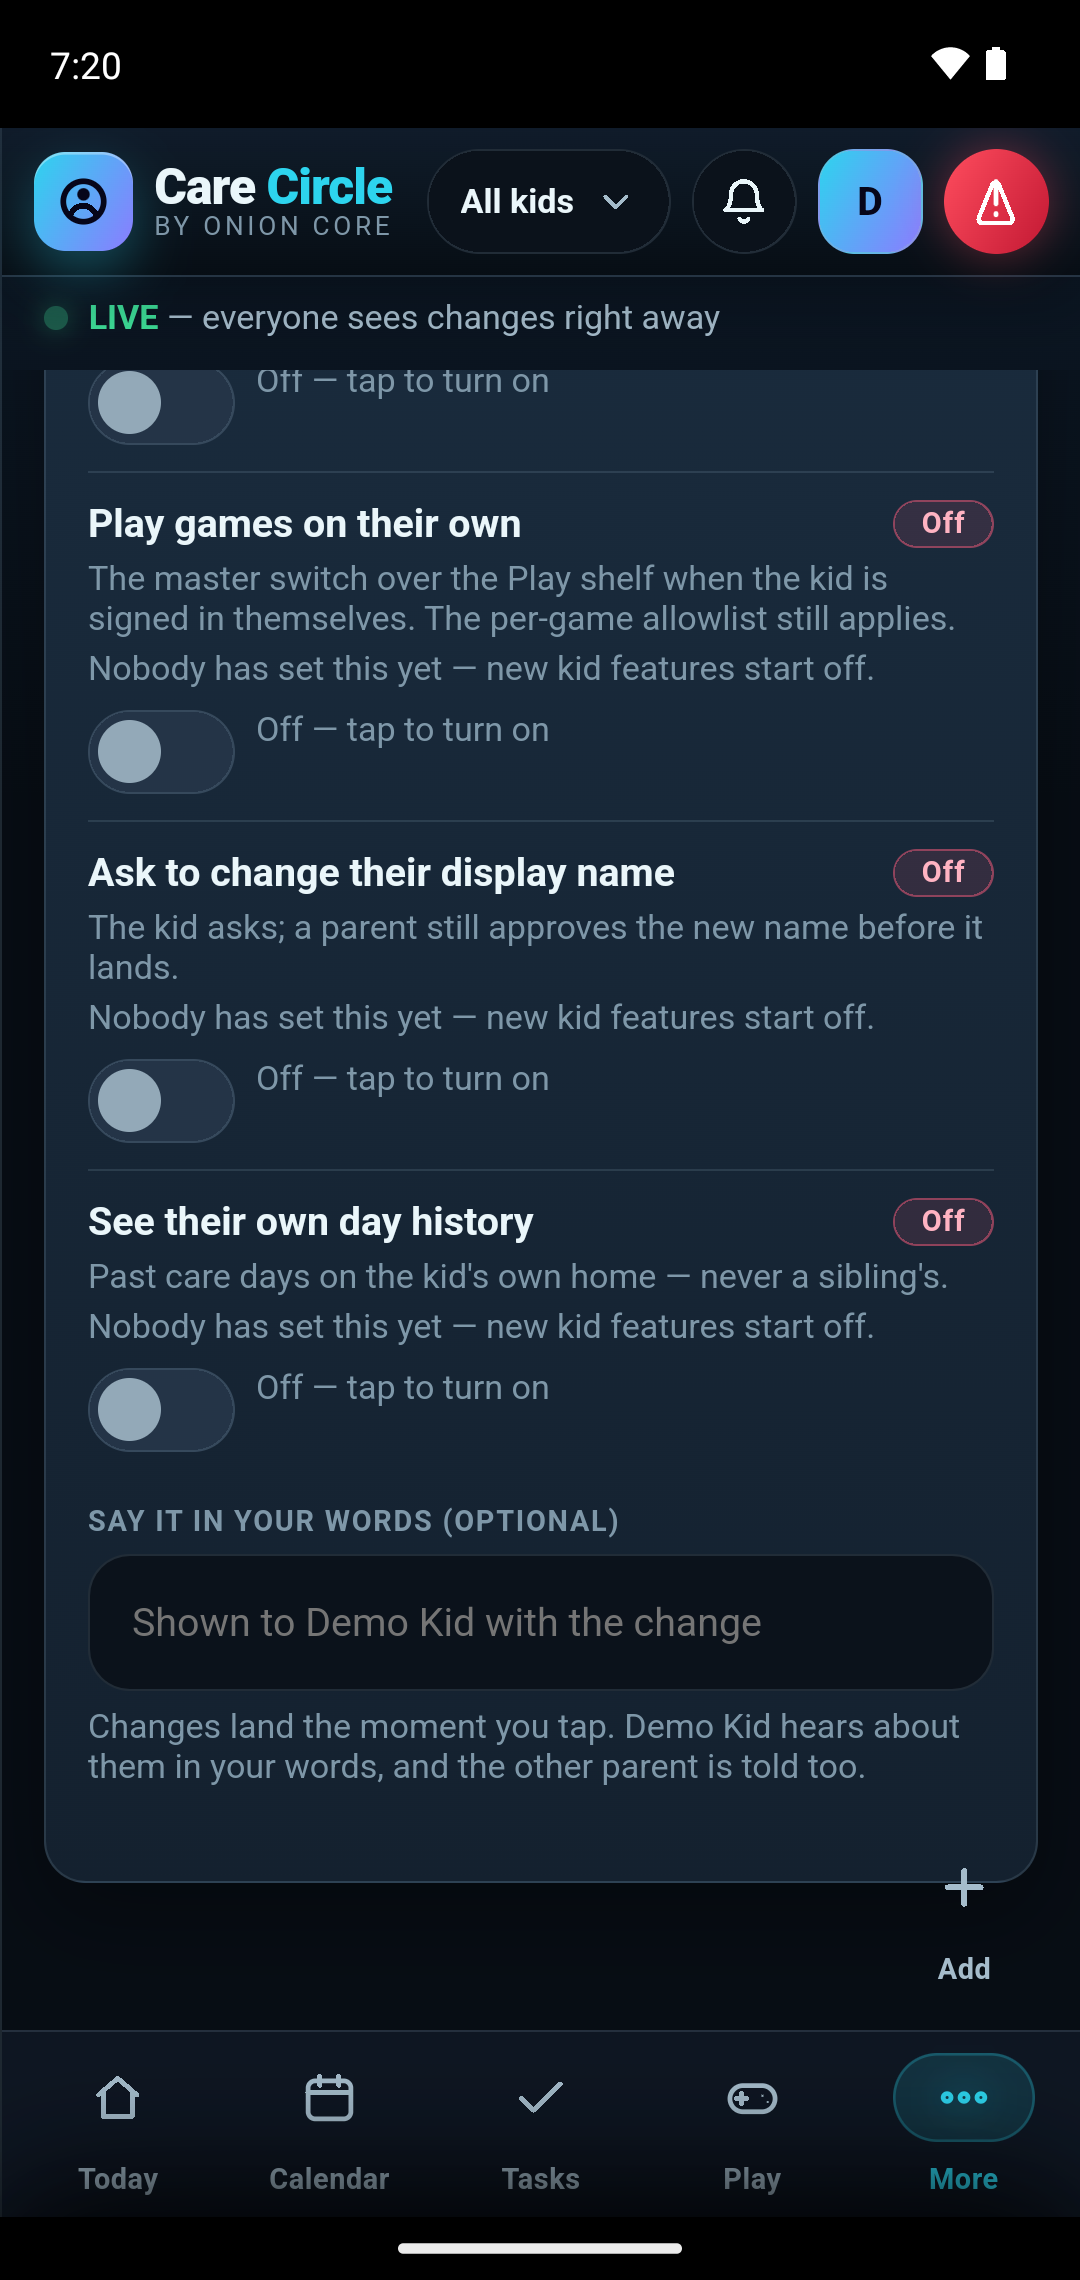 7:20
Care Circle
BY ONION CORE
All kids
D
LIVE — everyone sees changes right away
Off — tap to turn on
Play games on their own
Off
The master switch over the Play shelf when the kid is
signed in themselves. The per-game allowlist still applies.
Nobody has set this yet — new kid features start off.
Off — tap to turn on
Ask to change their display name
Off
The kid asks; a parent still approves the new name before it
lands.
Nobody has set this yet — new kid features start off.
Off — tap to turn on
See their own day history
Off
Past care days on the kid's own home — never a sibling's.
Nobody has set this yet — new kid features start off.
Off — tap to turn on
SAY IT IN YOUR WORDS (OPTIONAL)
Shown to Demo Kid with the change
Changes land the moment you tap. Demo Kid hears about
them in your words, and the other parent is told too.
Add
Today
Calendar
Tasks
Play
More